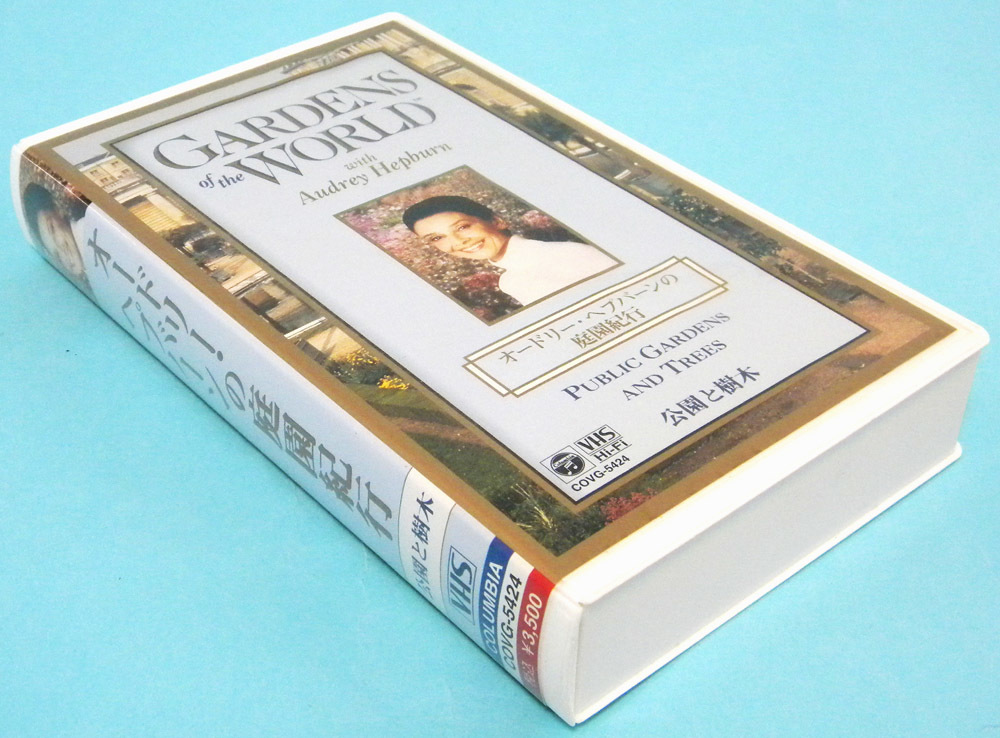 GARDENS
of the WORLD™
with
Audrey Hepburn
オードリー・ヘプバーンの
庭園紀行
PUBLIC GARDENS
AND TREES
公園と樹木
VHS
Hi-Fi
COVG-5424
オードリー・
ヘプバーンの庭園紀行
公園と樹木
VHS
COLUMBIA
COVG-5424
¥3,500